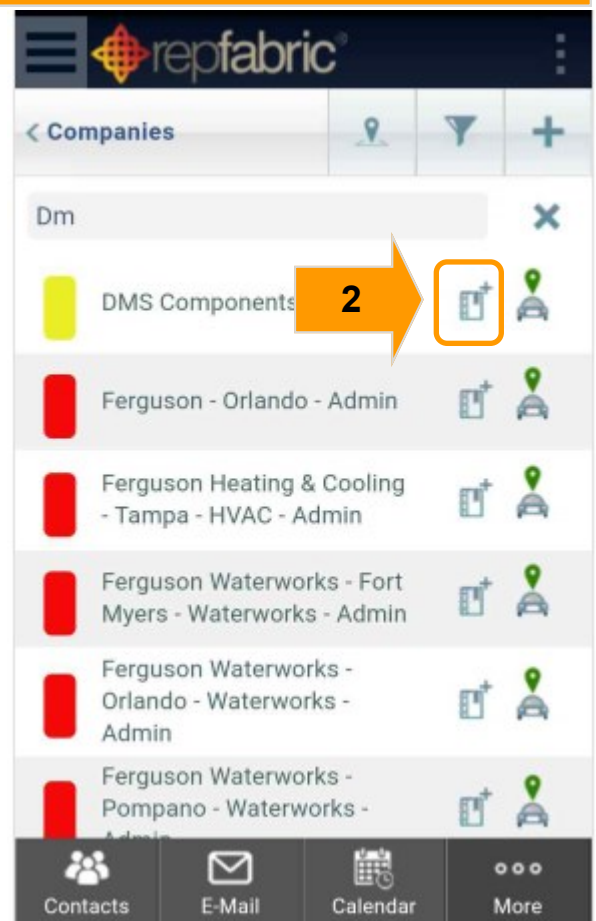 repfabric®
< Companies
Dm
DMS Components
2
Ferguson - Orlando - Admin
Ferguson Heating & Cooling
- Tampa - HVAC - Admin
Ferguson Waterworks - Fort
Myers - Waterworks - Admin
Ferguson Waterworks -
Orlando - Waterworks -
Admin
Ferguson Waterworks -
Pompano - Waterworks -
Admin
Contacts E-Mail Calendar More